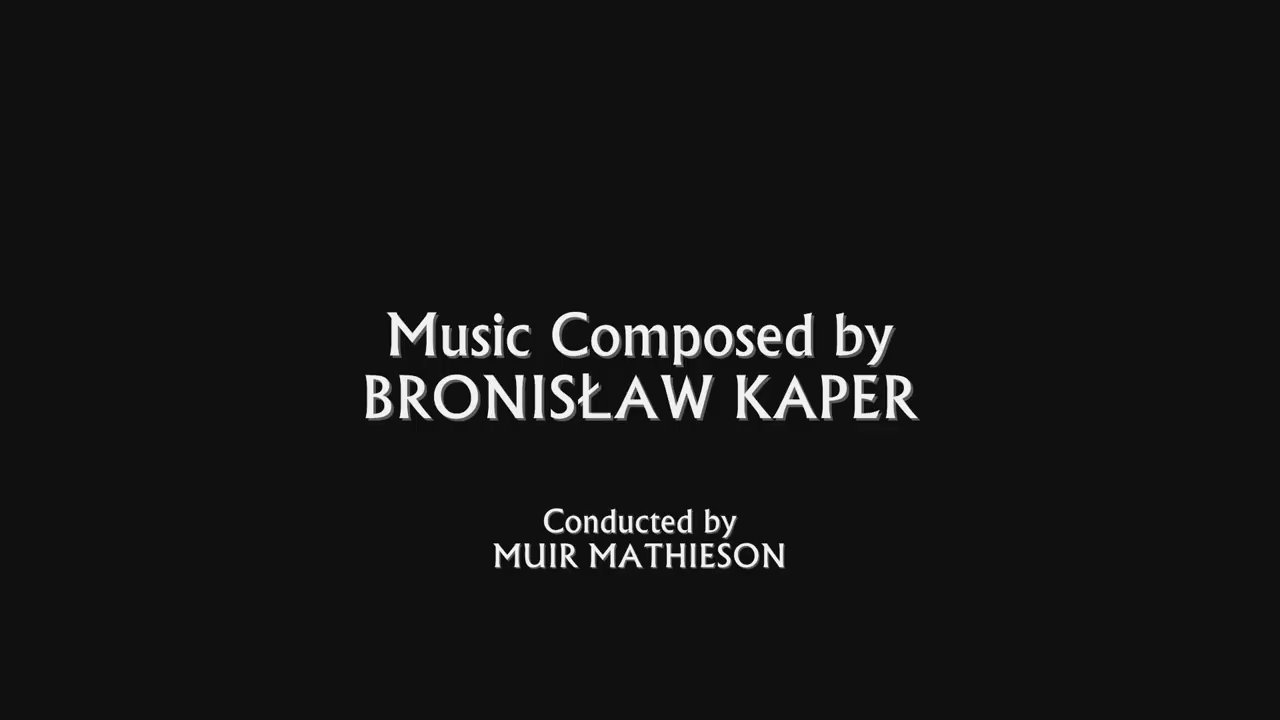 Music Composed by
BRONISŁAW KAPER
Conducted by
MUIR MATHIESON